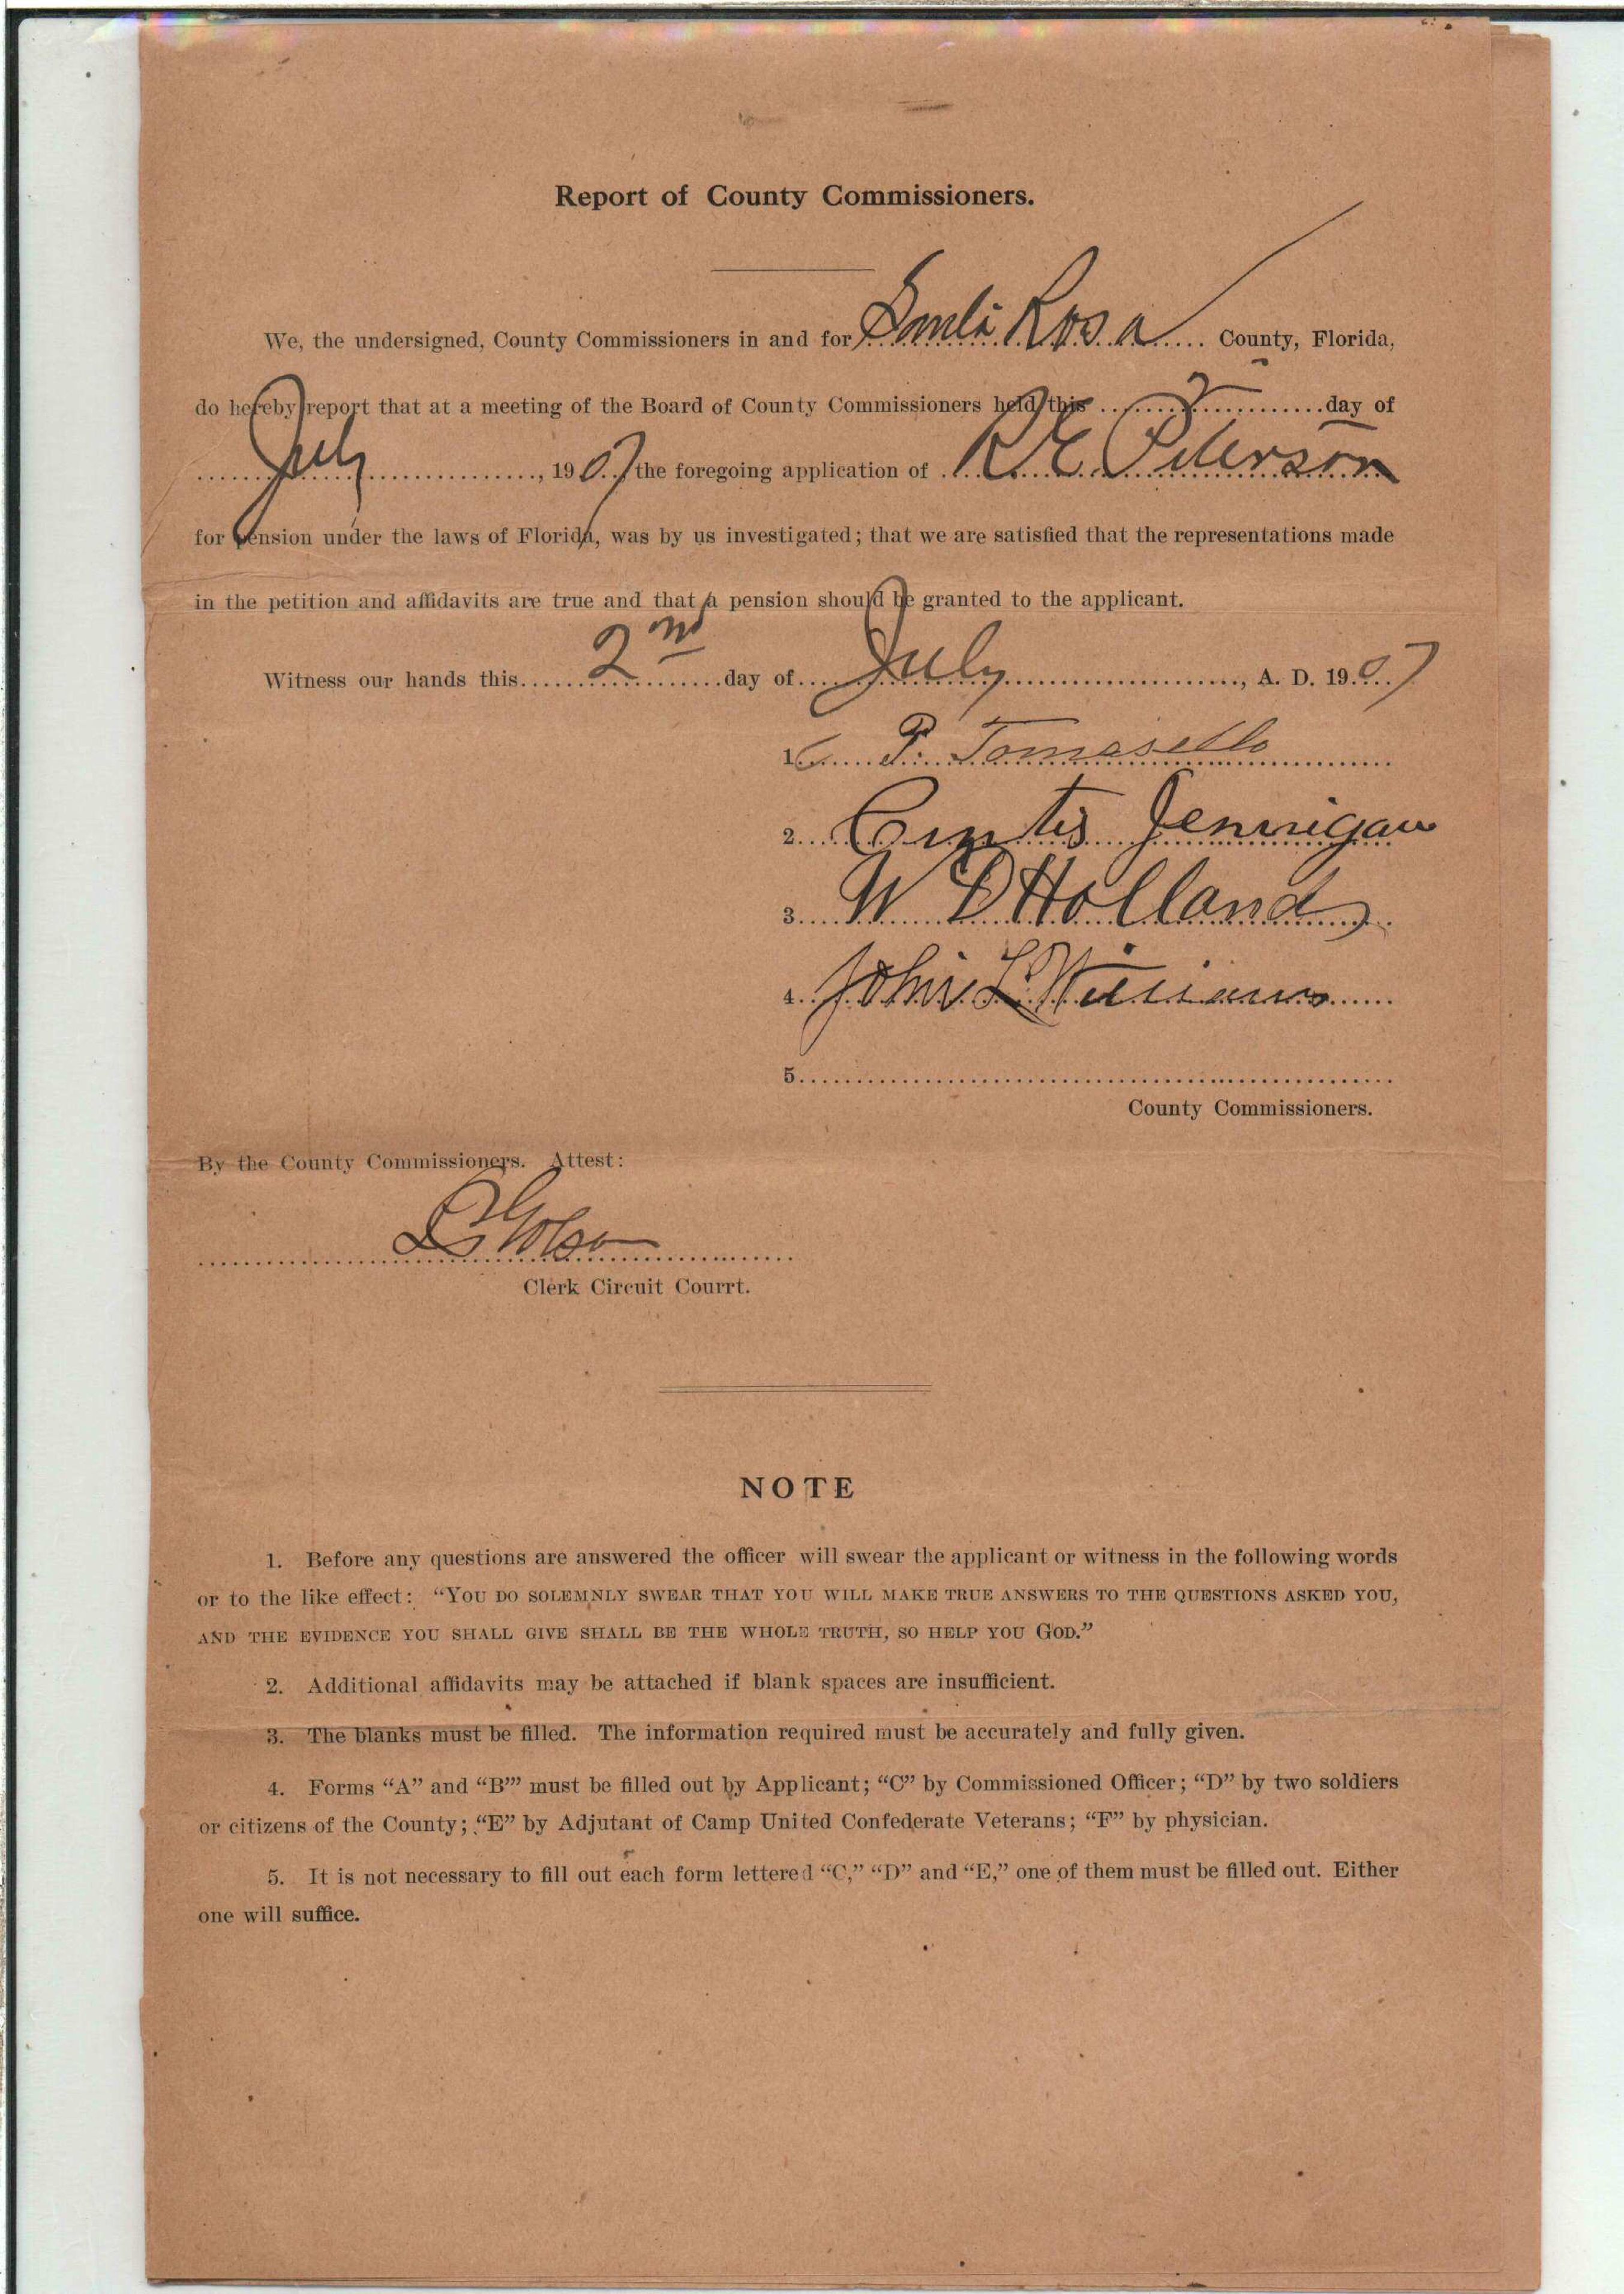 Report of County Commissioners.
We, the undersigned, County Commissioners in and for Santa Rosa County, Florida,
do hereby report that at a meeting of the Board of County Commissioners held this 2 day of
July, 1907 the foregoing application of R. E. Peterson
for pension under the laws of Florida, was by us investigated; that we are satisfied that the representations made
in the petition and affidavits are true and that a pension should be granted to the applicant.
Witness our hands this 2nd day of July, A. D. 1907
1. C. P. Tomasello
2. Curtis Jernigan
3. W D Holland
4. John L. Williams
5.
County Commissioners.
By the County Commissioners. Attest:
Clerk Circuit Courrt.
NOTE
1. Before any questions are answered the officer will swear the applicant or witness in the following words
or to the like effect: “YOU DO SOLEMNLY SWEAR THAT YOU WILL MAKE TRUE ANSWERS TO THE QUESTIONS ASKED YOU,
AND THE EVIDENCE YOU SHALL GIVE SHALL BE THE WHOLE TRUTH, SO HELP YOU GOD.”
2. Additional affidavits may be attached if blank spaces are insufficient.
3. The blanks must be filled. The information required must be accurately and fully given.
4. Forms “A” and “B”’ must be filled out by Applicant; “C” by Commissioned Officer; “D” by two soldiers
or citizens of the County; “E” by Adjutant of Camp United Confederate Veterans; “F” by physician.
5. It is not necessary to fill out each form lettered “C,” “D” and “E,” one of them must be filled out. Either
one will suffice.